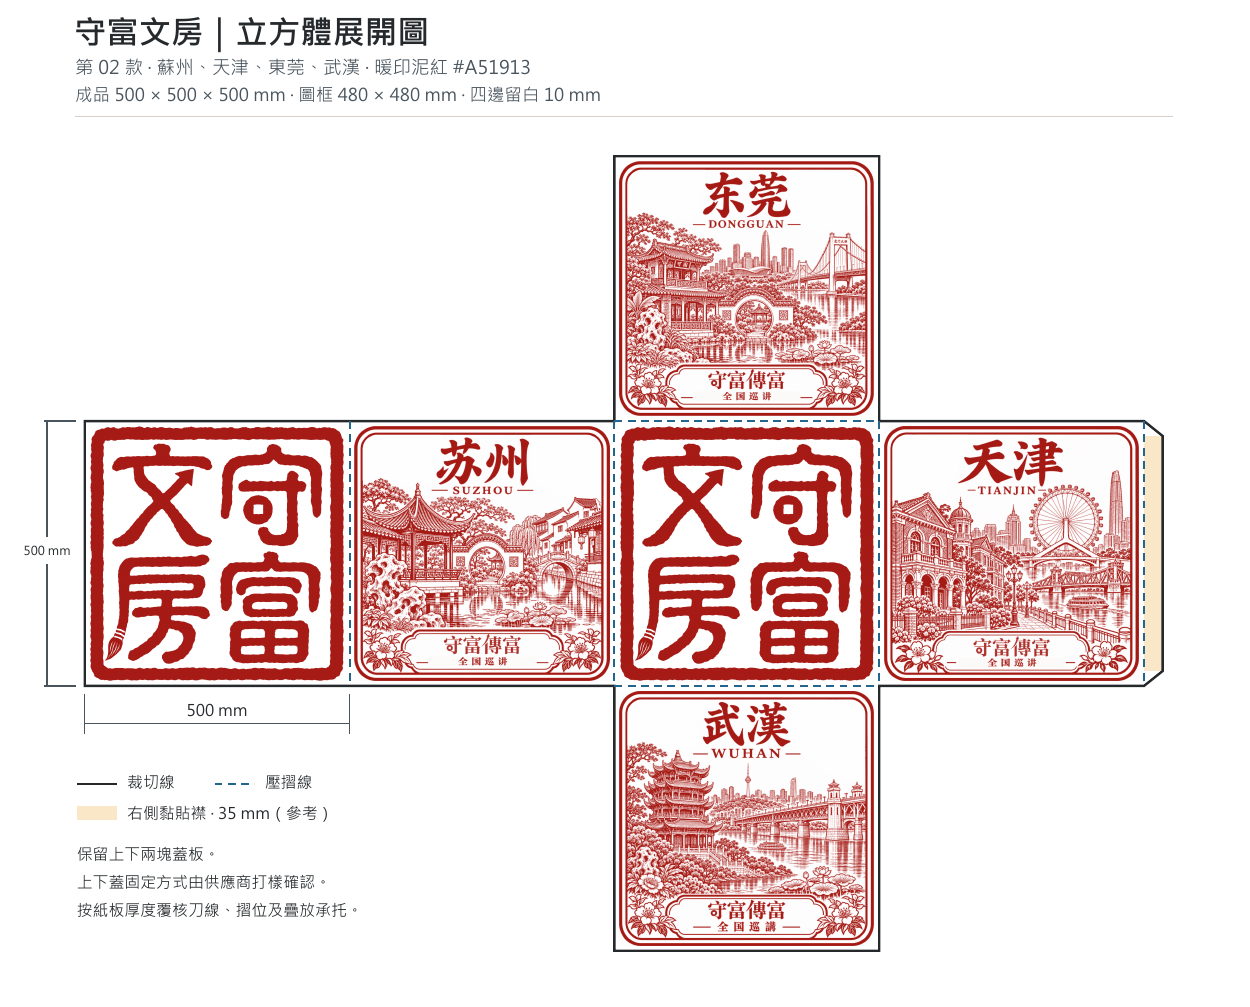 守富文房｜立方體展開圖
第 02 款 · 蘇州、天津、東莞、武漢 · 暖印泥紅 #A51913
成品 500 × 500 × 500 mm · 圖框 480 × 480 mm · 四邊留白 10 mm
东莞
DONGGUAN
守富傳富
全国巡讲
守富
文房
苏州
SUZHOU
守富傳富
全国巡讲
守富
文房
天津
TIANJIN
守富傳富
全国巡讲
500 mm
500 mm
武漢
WUHAN
守富傳富
全国巡講
裁切線
壓摺線
右側黏貼襟 · 35 mm（參考）
保留上下兩塊蓋板。
上下蓋固定方式由供應商打樣確認。
按紙板厚度覆核刀線、摺位及疊放承托。